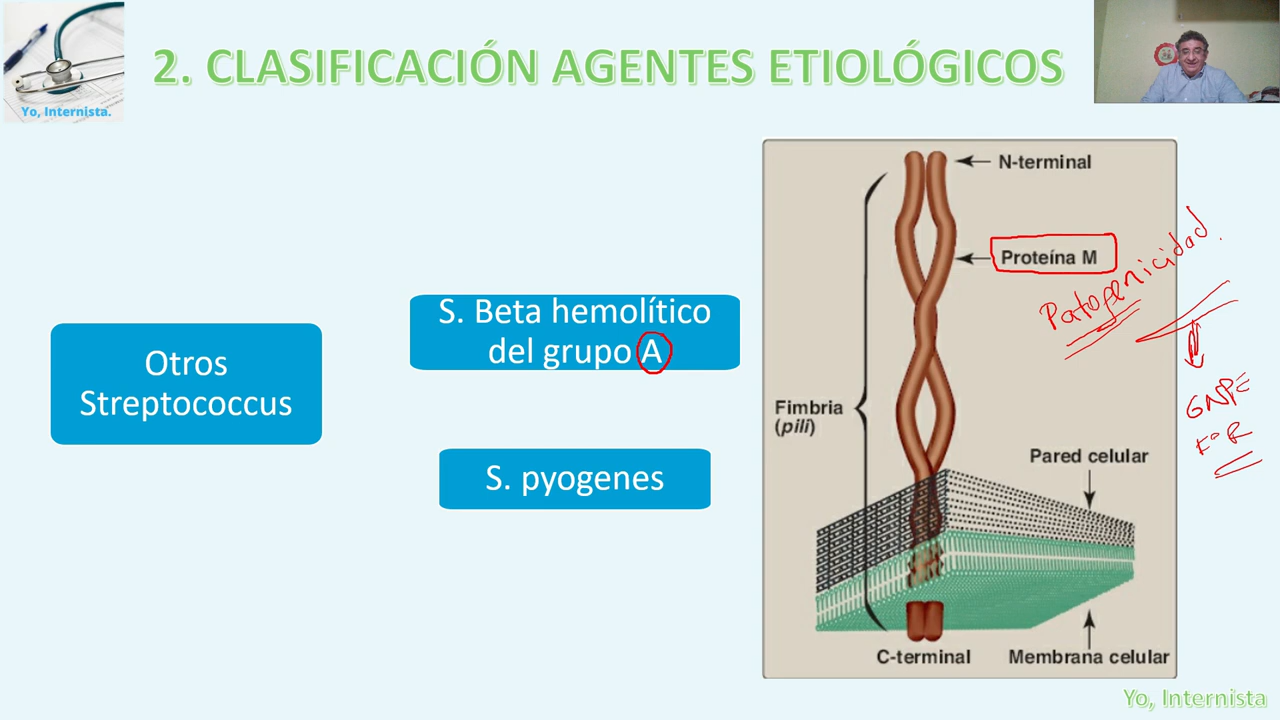 Yo, Internista.
2. CLASIFICACIÓN AGENTES ETIOLÓGICOS
Otros
Streptococcus
S. Beta hemolítico
del grupo A
S. pyogenes
N-terminal
Proteína M
Patogenicidad.
GNPE
Fimbria
(pili)
Pared celular
C-terminal
Membrana celular
Yo, Internista